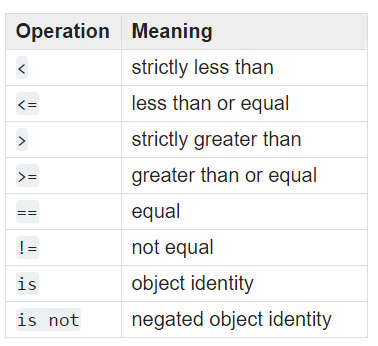 Operation Meaning
< strictly less than
<= less than or equal
> strictly greater than
>= greater than or equal
== equal
!= not equal
is object identity
is not negated object identity